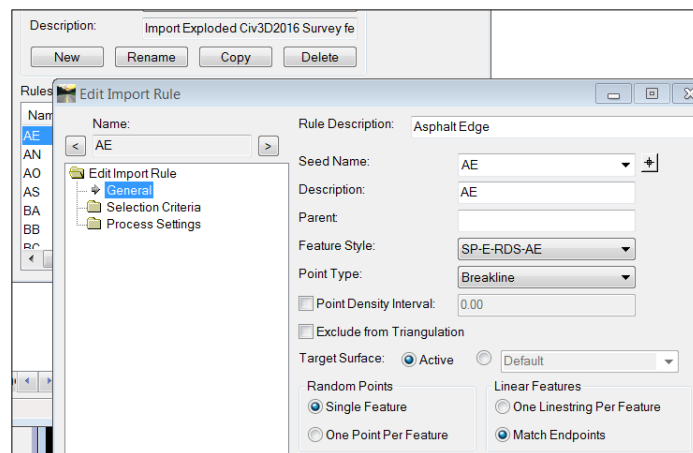 Description: Import Exploded Civ3D2016 Survey fe
New Rename Copy Delete
Rules
Nam
AE
AN
AO
AS
BA
BB
BC
Edit Import Rule
Name:
< AE >
Edit Import Rule
General
Selection Criteria
Process Settings
Rule Description: Asphalt Edge
Seed Name: AE
Description: AE
Parent:
Feature Style: SP-E-RDS-AE
Point Type: Breakline
Point Density Interval: 0.00
Exclude from Triangulation
Target Surface: Active Default
Random Points
Single Feature
One Point Per Feature
Linear Features
One Linestring Per Feature
Match Endpoints